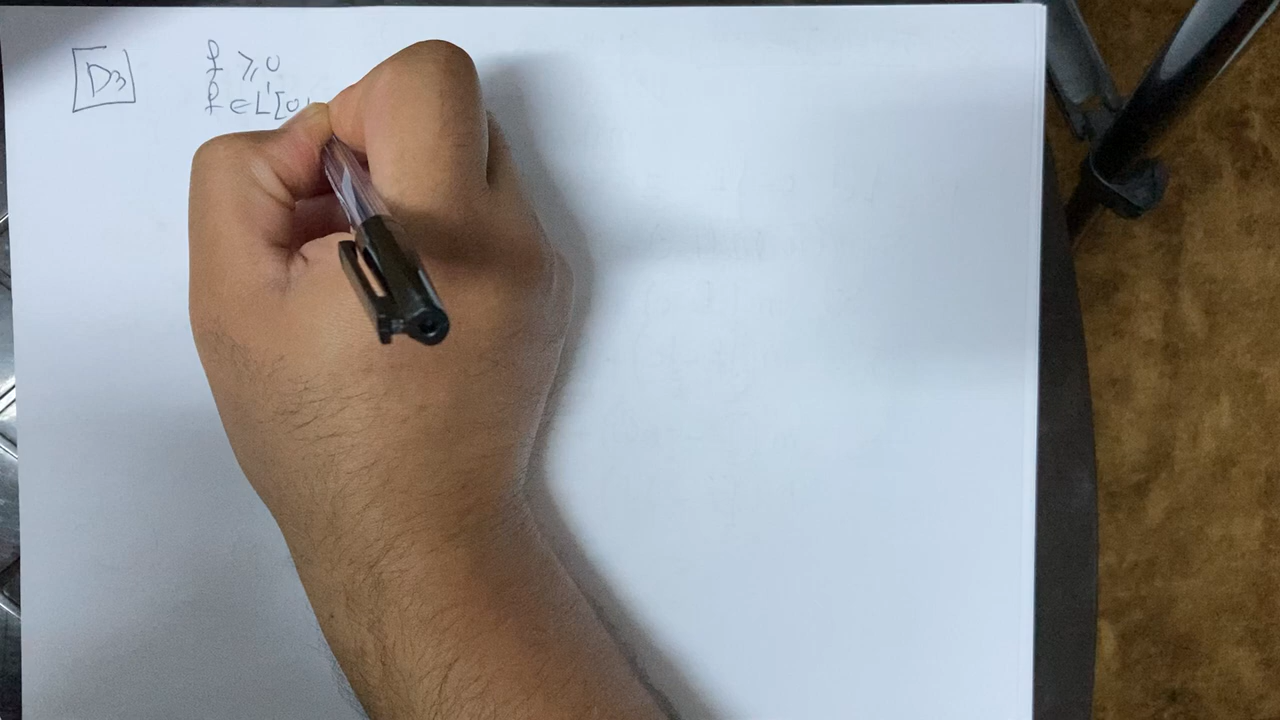 D3
f ≥ 0
f ∈ L¹[0,